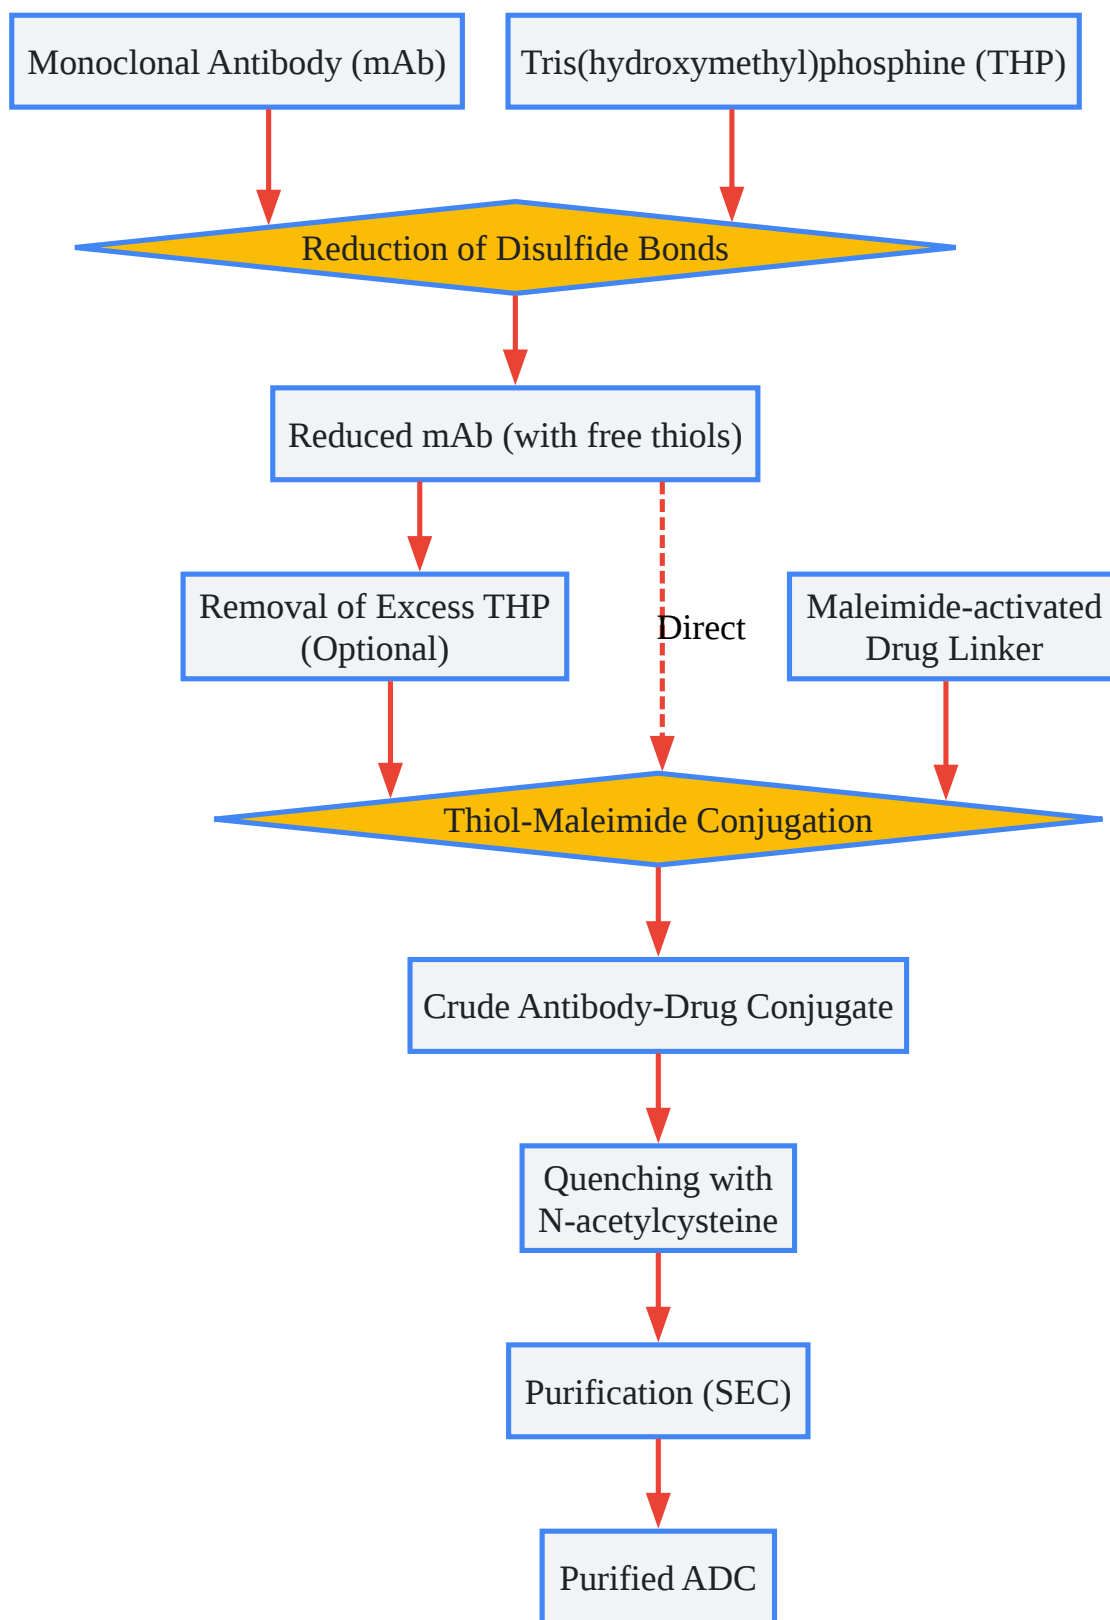 Monoclonal Antibody (mAb)
Tris(hydroxymethyl)phosphine (THP)
Reduction of Disulfide Bonds
Reduced mAb (with free thiols)
Removal of Excess THP
(Optional)
Direct
Maleimide-activated
Drug Linker
Thiol-Maleimide Conjugation
Crude Antibody-Drug Conjugate
Quenching with
N-acetylcysteine
Purification (SEC)
Purified ADC